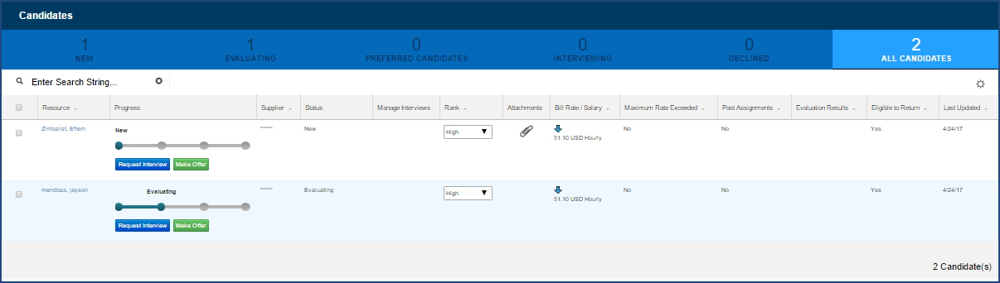 Candidates
1 1 0 0 0 2
NEW EVALUATING PREFERRED CANDIDATES INTERVIEWING DECLINED ALL CANDIDATES
Enter Search String...
Resource Progress Supplier Status Manage Interviews Rank Attachments Bill Rate / Salary Maximum Rate Exceeded Past Assignments Evaluation Results Eligible to Return Last Updated
Zimbalist, Efrem New ***** New High 51.10 USD Hourly No No Yes 4/24/17
Request Interview Make Offer
mendoza, jayson Evaluating ***** Evaluating High 51.10 USD Hourly No No Yes 4/24/17
Request Interview Make Offer
2 Candidate(s)